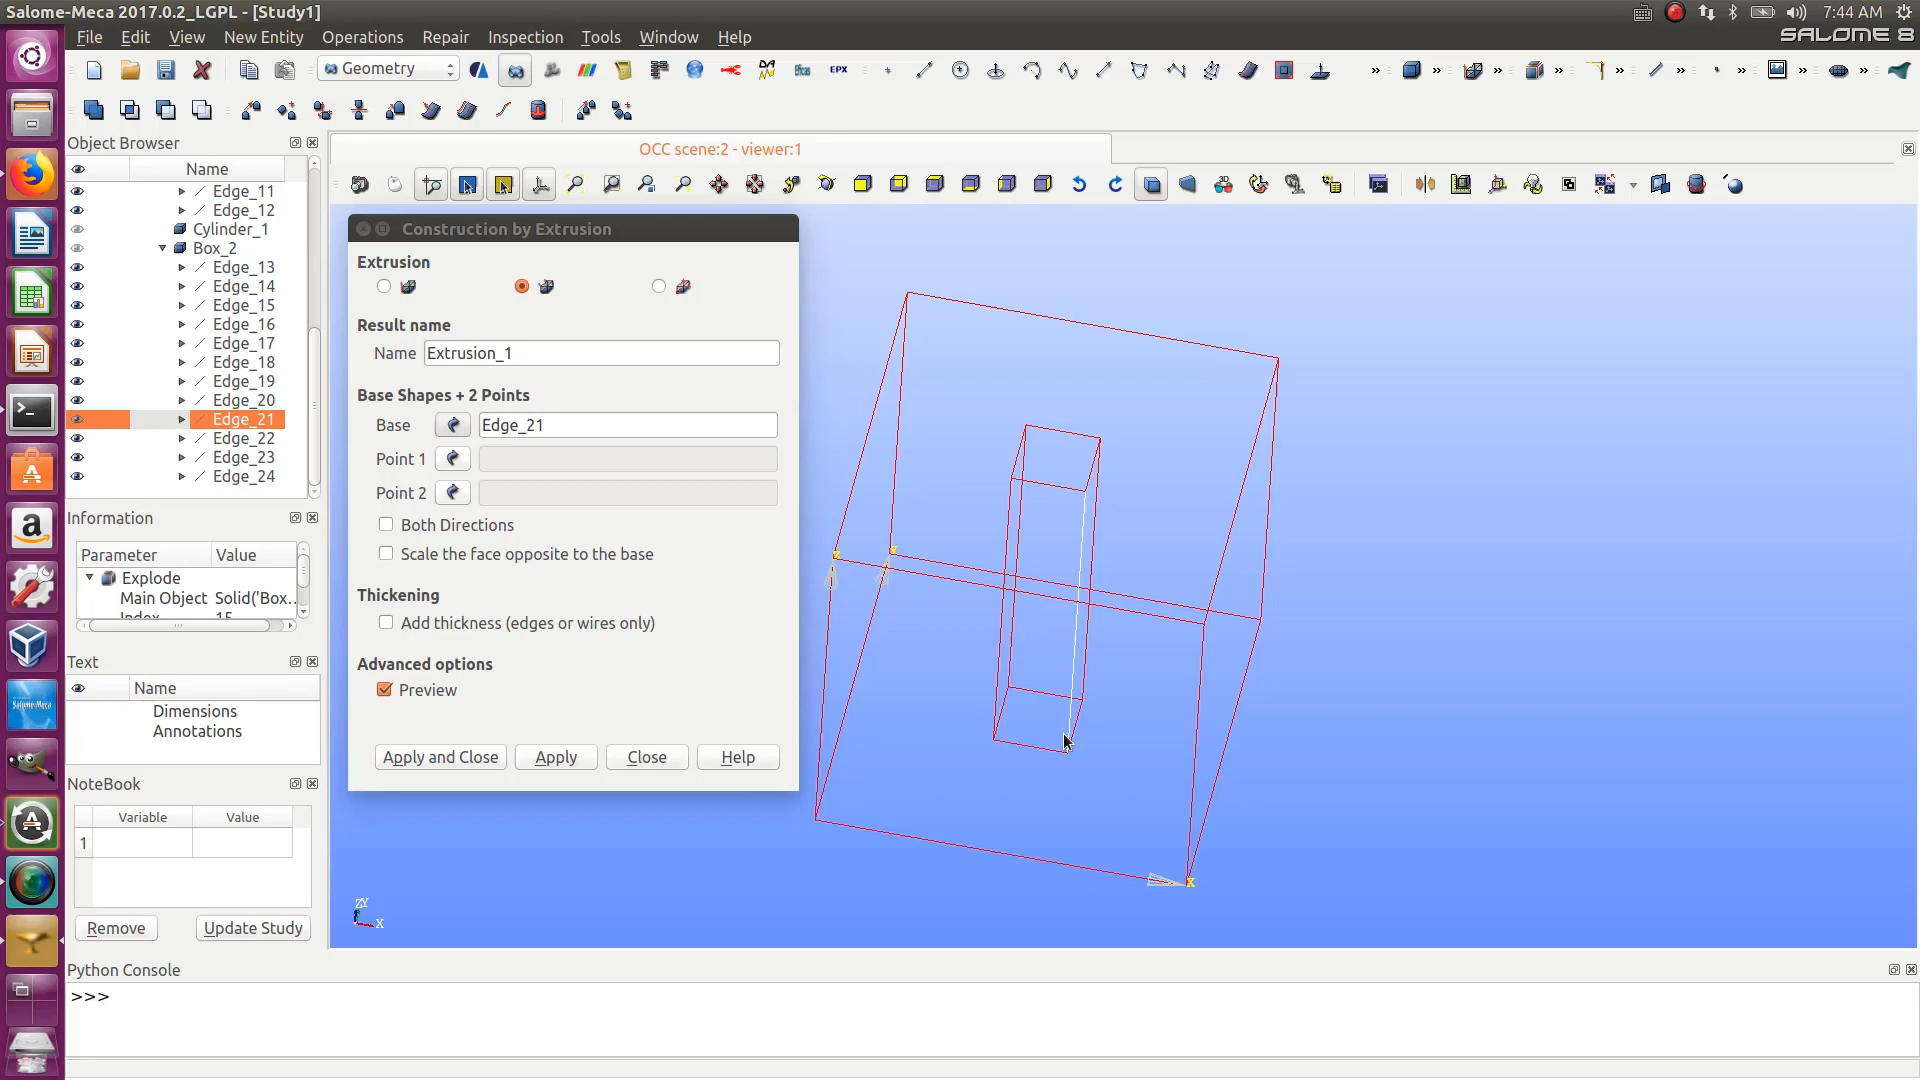 Salome-Meca 2017.0.2_LGPL - [Study1]
7:44 AM
File Edit View New Entity Operations Repair Inspection Tools Window Help
SALOME 8
Geometry
EPX
Object Browser
OCC scene:2 - viewer:1
Name
Edge_11
Edge_12
Cylinder_1
Box_2
Edge_13
Edge_14
Edge_15
Edge_16
Edge_17
Edge_18
Edge_19
Edge_20
Edge_21
Edge_22
Edge_23
Edge_24
Construction by Extrusion
Extrusion
Result name
Name Extrusion_1
Base Shapes + 2 Points
Base Edge_21
Point 1
Point 2
Both Directions
Scale the face opposite to the base
Thickening
Add thickness (edges or wires only)
Advanced options
Preview
Apply and Close Apply Close Help
Information
Parameter Value
Explode
Main Object Solid('Box..
Text
Name
Dimensions
Annotations
NoteBook
Variable Value
1
Remove Update Study
X
X
Python Console
>>>